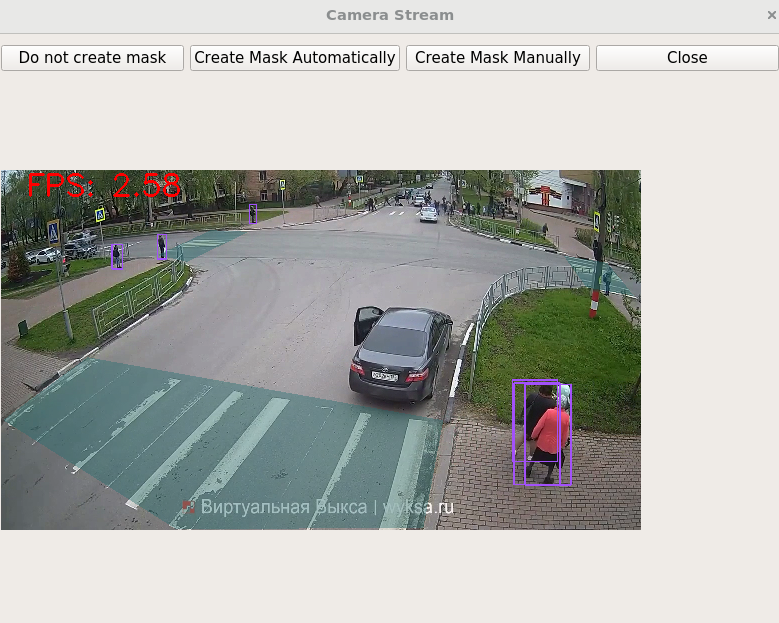 Camera Stream
×
Do not create mask
Create Mask Automatically
Create Mask Manually
Close
FPS: 2.58
Виртуальная Выкса | wyksa.ru